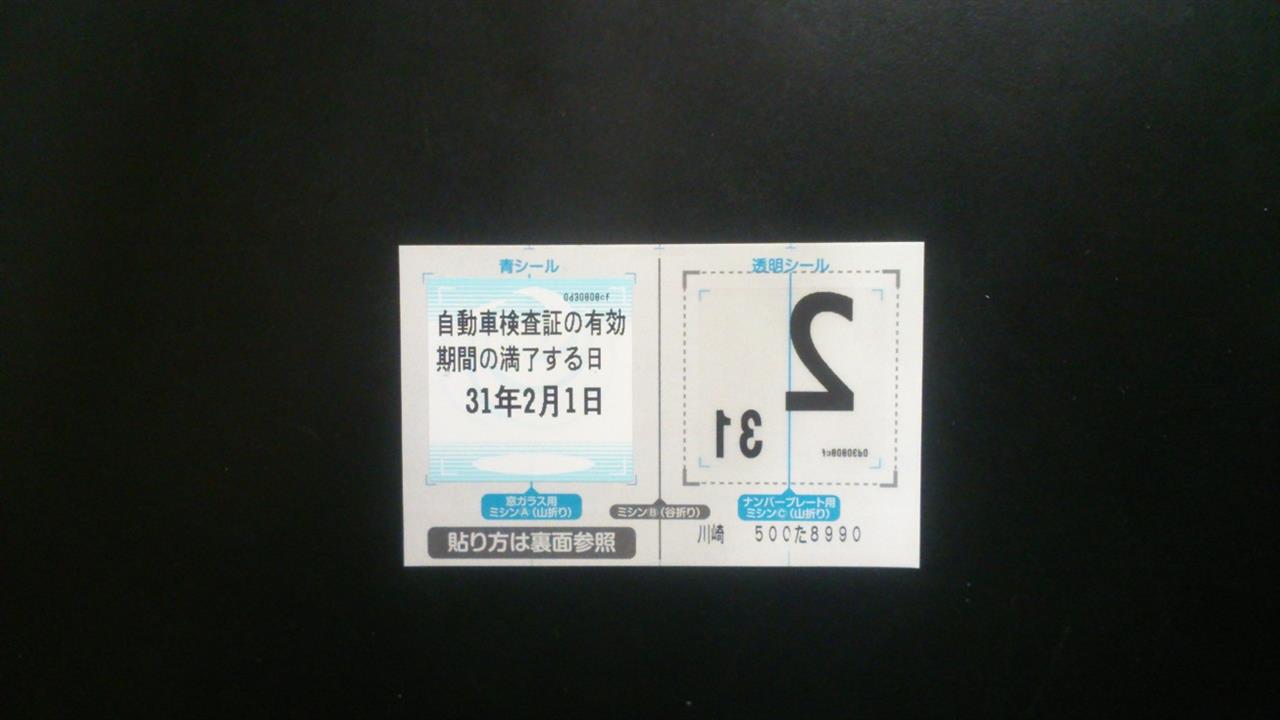 青シール
0d30808cf
自動車検査証の有効
期間の満了する日
31年2月1日
窓ガラス用
ミシンA(山折り)
ミシンB(谷折り)
貼り方は裏面参照
透明シール
2
31
0d30808cf
ナンバープレート用
ミシンC(山折り)
川崎 500た8990